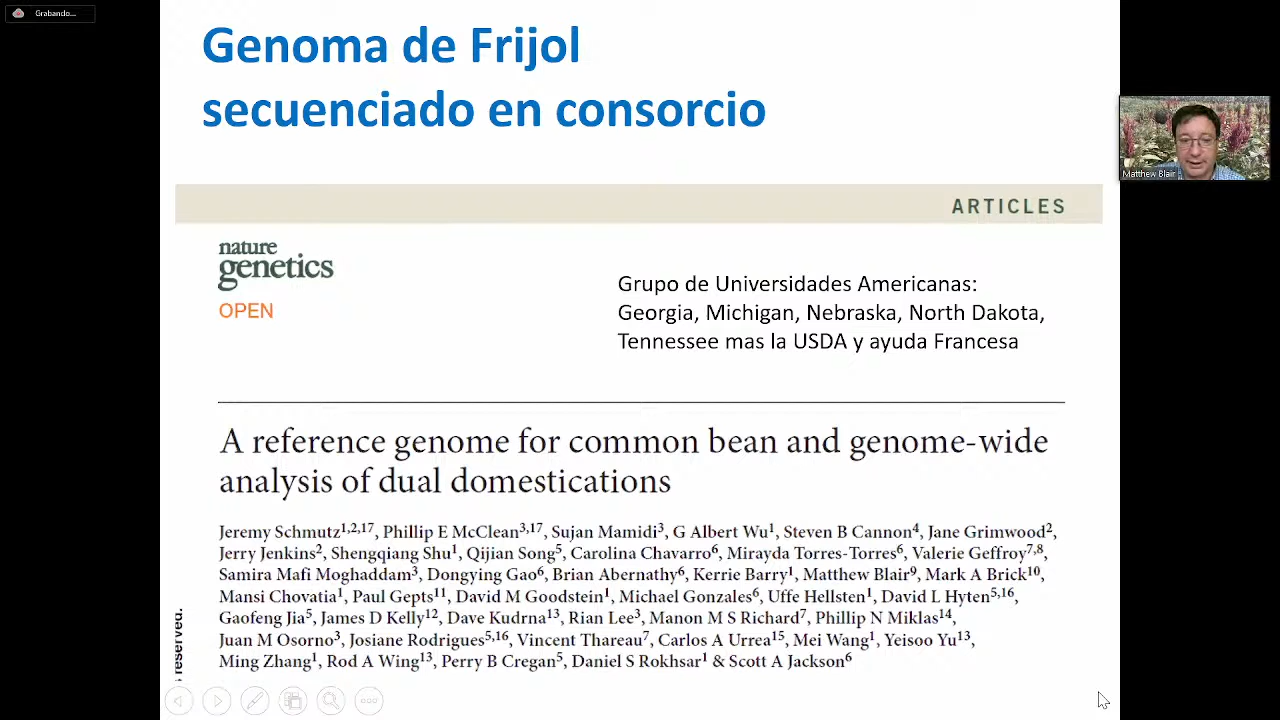 Grabando...
Genoma de Frijol
secuenciado en consorcio
Matthew Blair
ARTICLES
nature
genetics
OPEN
Grupo de Universidades Americanas:
Georgia, Michigan, Nebraska, North Dakota,
Tennessee mas la USDA y ayuda Francesa
A reference genome for common bean and genome-wide
analysis of dual domestications
Jeremy Schmutz1,2,17, Phillip E McClean3,17, Sujan Mamidi3, G Albert Wu1, Steven B Cannon4, Jane Grimwood2,
Jerry Jenkins2, Shengqiang Shu1, Qijian Song5, Carolina Chavarro6, Mirayda Torres-Torres6, Valerie Geffroy7,8,
Samira Mafi Moghaddam3, Dongying Gao6, Brian Abernathy6, Kerrie Barry1, Matthew Blair9, Mark A Brick10,
Mansi Chovatia1, Paul Gepts11, David M Goodstein1, Michael Gonzales6, Uffe Hellsten1, David L Hyten5,16,
Gaofeng Jia5, James D Kelly12, Dave Kudrna13, Rian Lee3, Manon M S Richard7, Phillip N Miklas14,
Juan M Osorno3, Josiane Rodrigues5,16, Vincent Thareau7, Carlos A Urrea15, Mei Wang1, Yeisoo Yu13,
Ming Zhang1, Rod A Wing13, Perry B Cregan5, Daniel S Rokhsar1 & Scott A Jackson6
reserved.